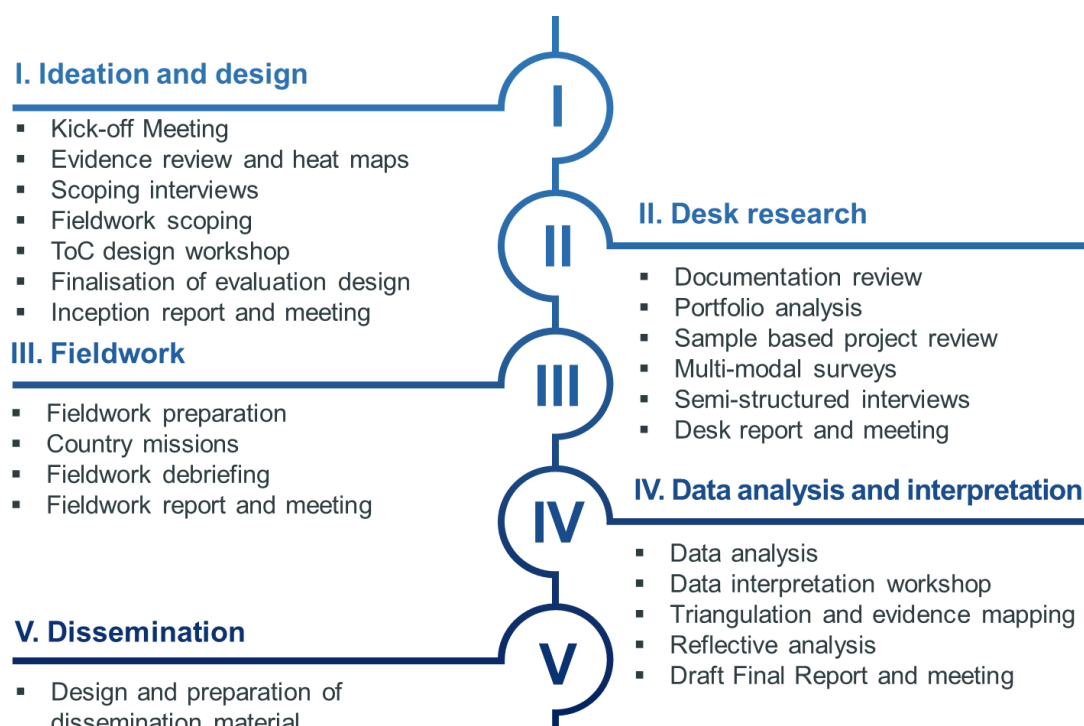 I. Ideation and design
I
▪ Kick-off Meeting
▪ Evidence review and heat maps
▪ Scoping interviews
▪ Fieldwork scoping
▪ ToC design workshop
▪ Finalisation of evaluation design
▪ Inception report and meeting
II
II. Desk research
▪ Documentation review
▪ Portfolio analysis
▪ Sample based project review
▪ Multi-modal surveys
▪ Semi-structured interviews
▪ Desk report and meeting
III. Fieldwork
III
▪ Fieldwork preparation
▪ Country missions
▪ Fieldwork debriefing
▪ Fieldwork report and meeting
IV
IV. Data analysis and interpretation
▪ Data analysis
▪ Data interpretation workshop
▪ Triangulation and evidence mapping
▪ Reflective analysis
▪ Draft Final Report and meeting
V. Dissemination
V
▪ Design and preparation of
dissemination material